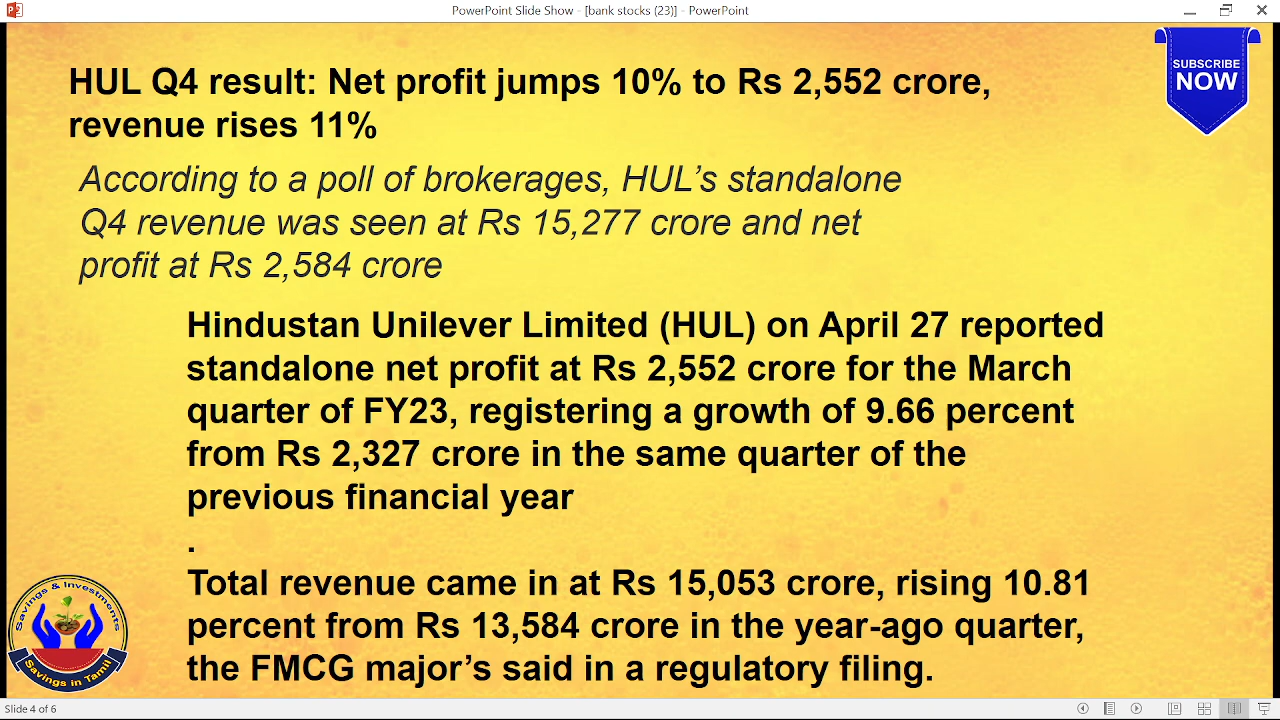 PowerPoint Slide Show - [bank stocks (23)] - PowerPoint
SUBSCRIBE
NOW
HUL Q4 result: Net profit jumps 10% to Rs 2,552 crore,
revenue rises 11%
According to a poll of brokerages, HUL’s standalone
Q4 revenue was seen at Rs 15,277 crore and net
profit at Rs 2,584 crore
Hindustan Unilever Limited (HUL) on April 27 reported
standalone net profit at Rs 2,552 crore for the March
quarter of FY23, registering a growth of 9.66 percent
from Rs 2,327 crore in the same quarter of the
previous financial year
.
Total revenue came in at Rs 15,053 crore, rising 10.81
percent from Rs 13,584 crore in the year-ago quarter,
the FMCG major’s said in a regulatory filing.
Savings & Investments
Savings in Tamil
Slide 4 of 6